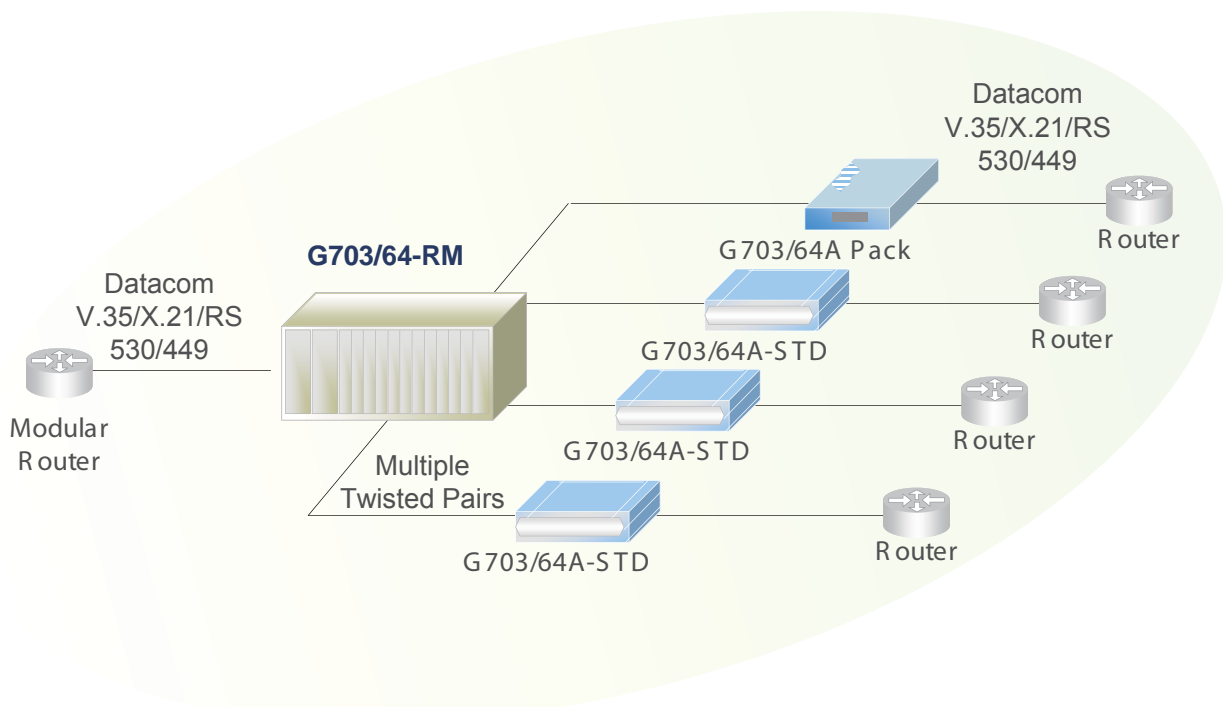 Datacom
V.35/X.21/RS
530/449
Router
G703/64A Pack
G703/64-RM
Datacom
V.35/X.21/RS
530/449
Modular
Router
G703/64A-STD
Router
G703/64A-STD
Router
Multiple
Twisted Pairs
G703/64A-STD
Router